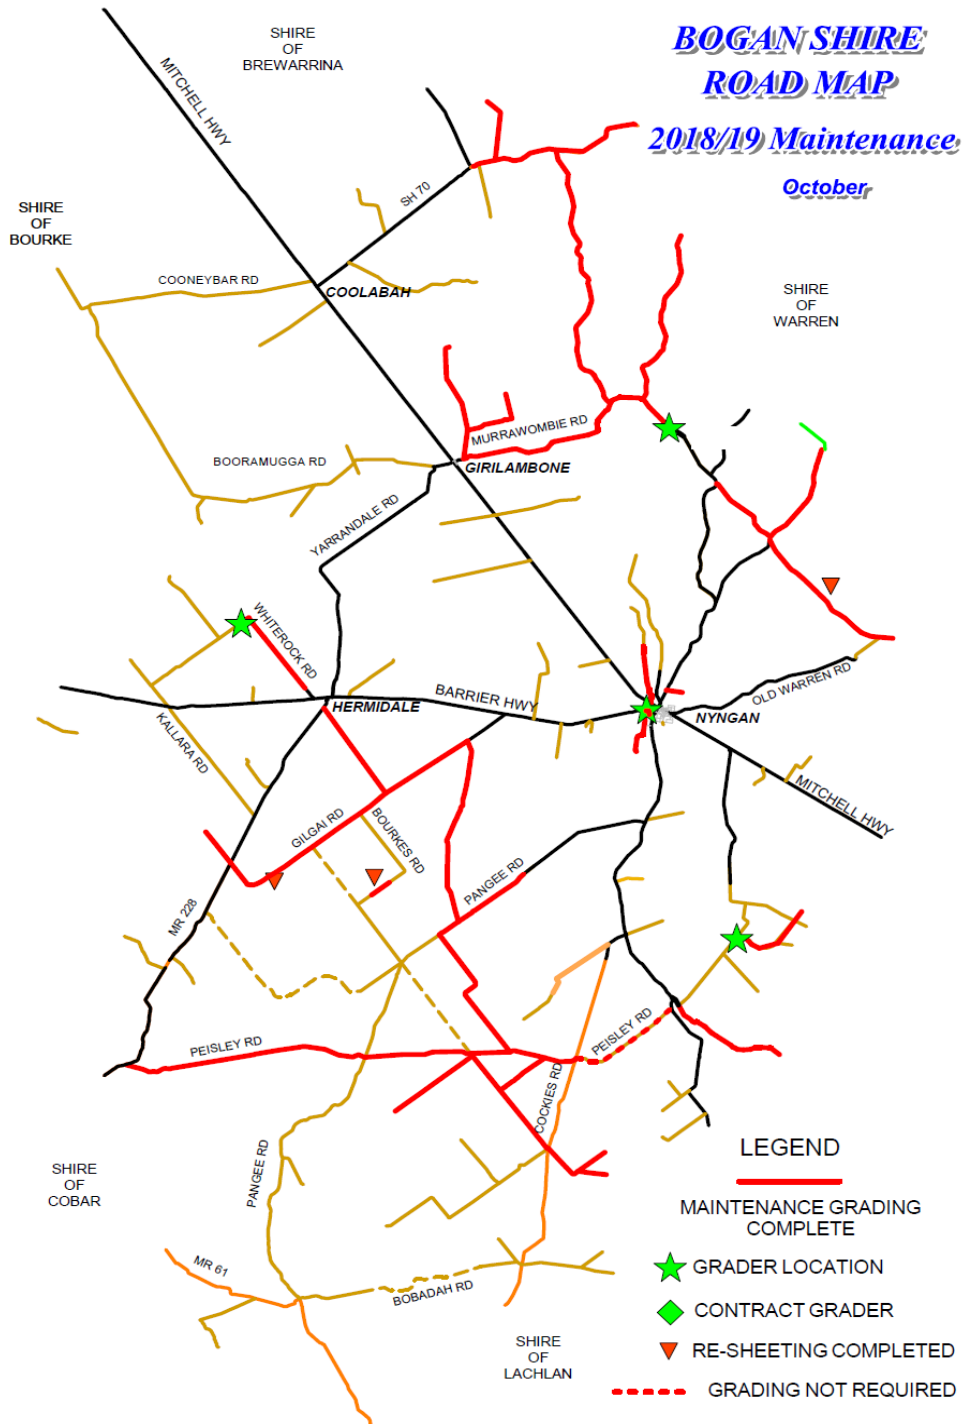 BOGAN SHIRE
ROAD MAP
2018/19 Maintenance
October
SHIRE
OF
BREWARRINA
MITCHELL HWY
SH 70
SHIRE
OF
BOURKE
COONEYBAR RD
COOLABAH
SHIRE
OF
WARREN
MURRAWOMBIE RD
BOORAMUGGA RD
GIRILAMBONE
YARRANDALE RD
WHITEROCK RD
OLD WARREN RD
BARRIER HWY
HERMIDALE
NYNGAN
KALLARA RD
MITCHELL HWY
GILGAI RD
BOURKES RD
PANGEE RD
MR 228
PEISLEY RD
PEISLEY RD
COCKIES RD
PANGEE RD
SHIRE
OF
COBAR
MR 61
BOBADAH RD
SHIRE
OF
LACHLAN
LEGEND
MAINTENANCE GRADING
COMPLETE
GRADER LOCATION
CONTRACT GRADER
RE-SHEETING COMPLETED
GRADING NOT REQUIRED